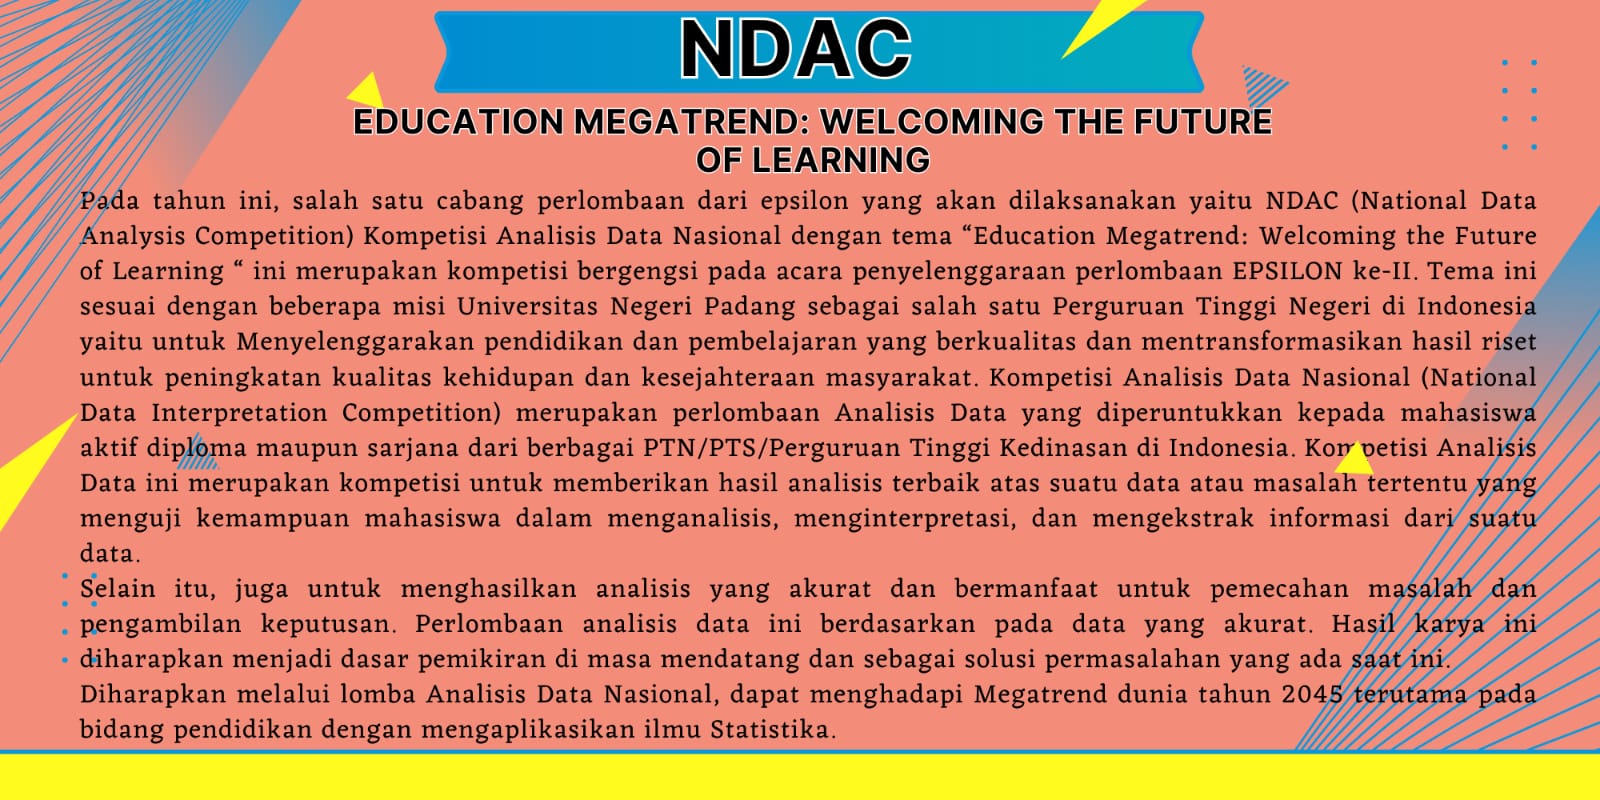 NDAC
EDUCATION MEGATREND: WELCOMING THE FUTURE
OF LEARNING
Pada tahun ini, salah satu cabang perlombaan dari epsilon yang akan dilaksanakan yaitu NDAC (National Data
Analysis Competition) Kompetisi Analisis Data Nasional dengan tema “Education Megatrend: Welcoming the Future
of Learning “ ini merupakan kompetisi bergengsi pada acara penyelenggaraan perlombaan EPSILON ke-II. Tema ini
sesuai dengan beberapa misi Universitas Negeri Padang sebagai salah satu Perguruan Tinggi Negeri di Indonesia
yaitu untuk Menyelenggarakan pendidikan dan pembelajaran yang berkualitas dan mentransformasikan hasil riset
untuk peningkatan kualitas kehidupan dan kesejahteraan masyarakat. Kompetisi Analisis Data Nasional (National
Data Interpretation Competition) merupakan perlombaan Analisis Data yang diperuntukkan kepada mahasiswa
aktif diploma maupun sarjana dari berbagai PTN/PTS/Perguruan Tinggi Kedinasan di Indonesia. Kompetisi Analisis
Data ini merupakan kompetisi untuk memberikan hasil analisis terbaik atas suatu data atau masalah tertentu yang
menguji kemampuan mahasiswa dalam menganalisis, menginterpretasi, dan mengekstrak informasi dari suatu
data.
Selain itu, juga untuk menghasilkan analisis yang akurat dan bermanfaat untuk pemecahan masalah dan
pengambilan keputusan. Perlombaan analisis data ini berdasarkan pada data yang akurat. Hasil karya ini
diharapkan menjadi dasar pemikiran di masa mendatang dan sebagai solusi permasalahan yang ada saat ini.
Diharapkan melalui lomba Analisis Data Nasional, dapat menghadapi Megatrend dunia tahun 2045 terutama pada
bidang pendidikan dengan mengaplikasikan ilmu Statistika.